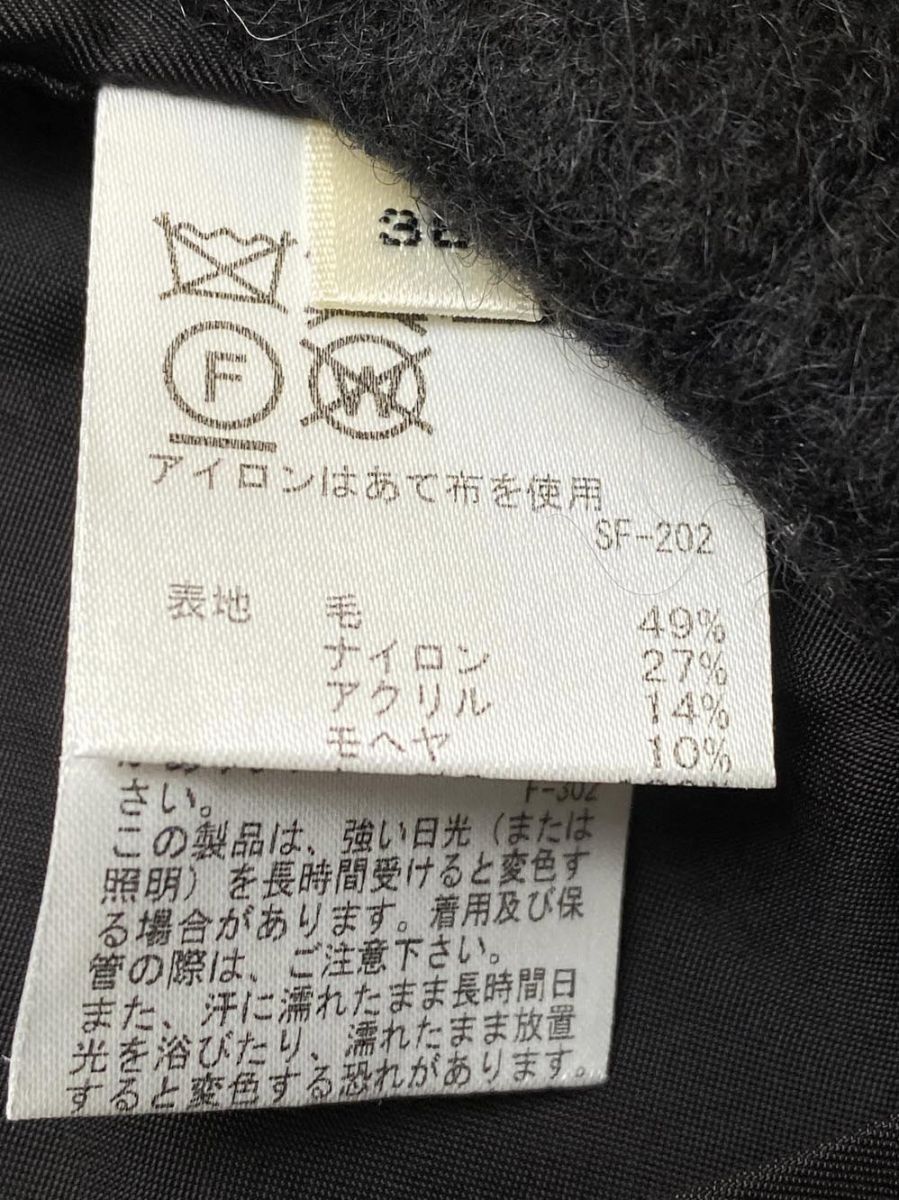 F
W
アイロンはあて布を使用
SF-202
表地 毛 49%
ナイロン 27%
アクリル 14%
モヘヤ 10%
F-302
さい。
この製品は、強い日光(または
照明)を長時間受けると変色す
る場合があります。着用及び保
管の際は、ご注意下さい。
また、汗に濡れたまま長時間日
光を浴びたり、濡れたまま放置
すると変色する恐れがあります。